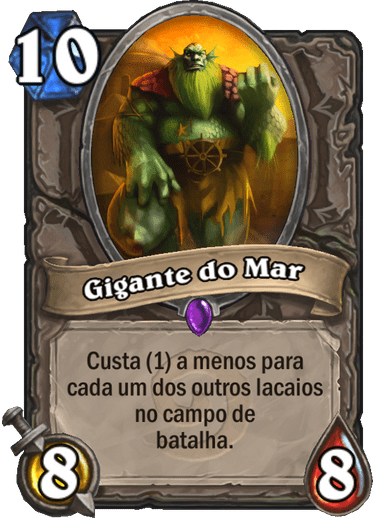 10
Gigante do Mar
Custa (1) a menos para
cada um dos outros lacaios
no campo de
batalha.
8
8